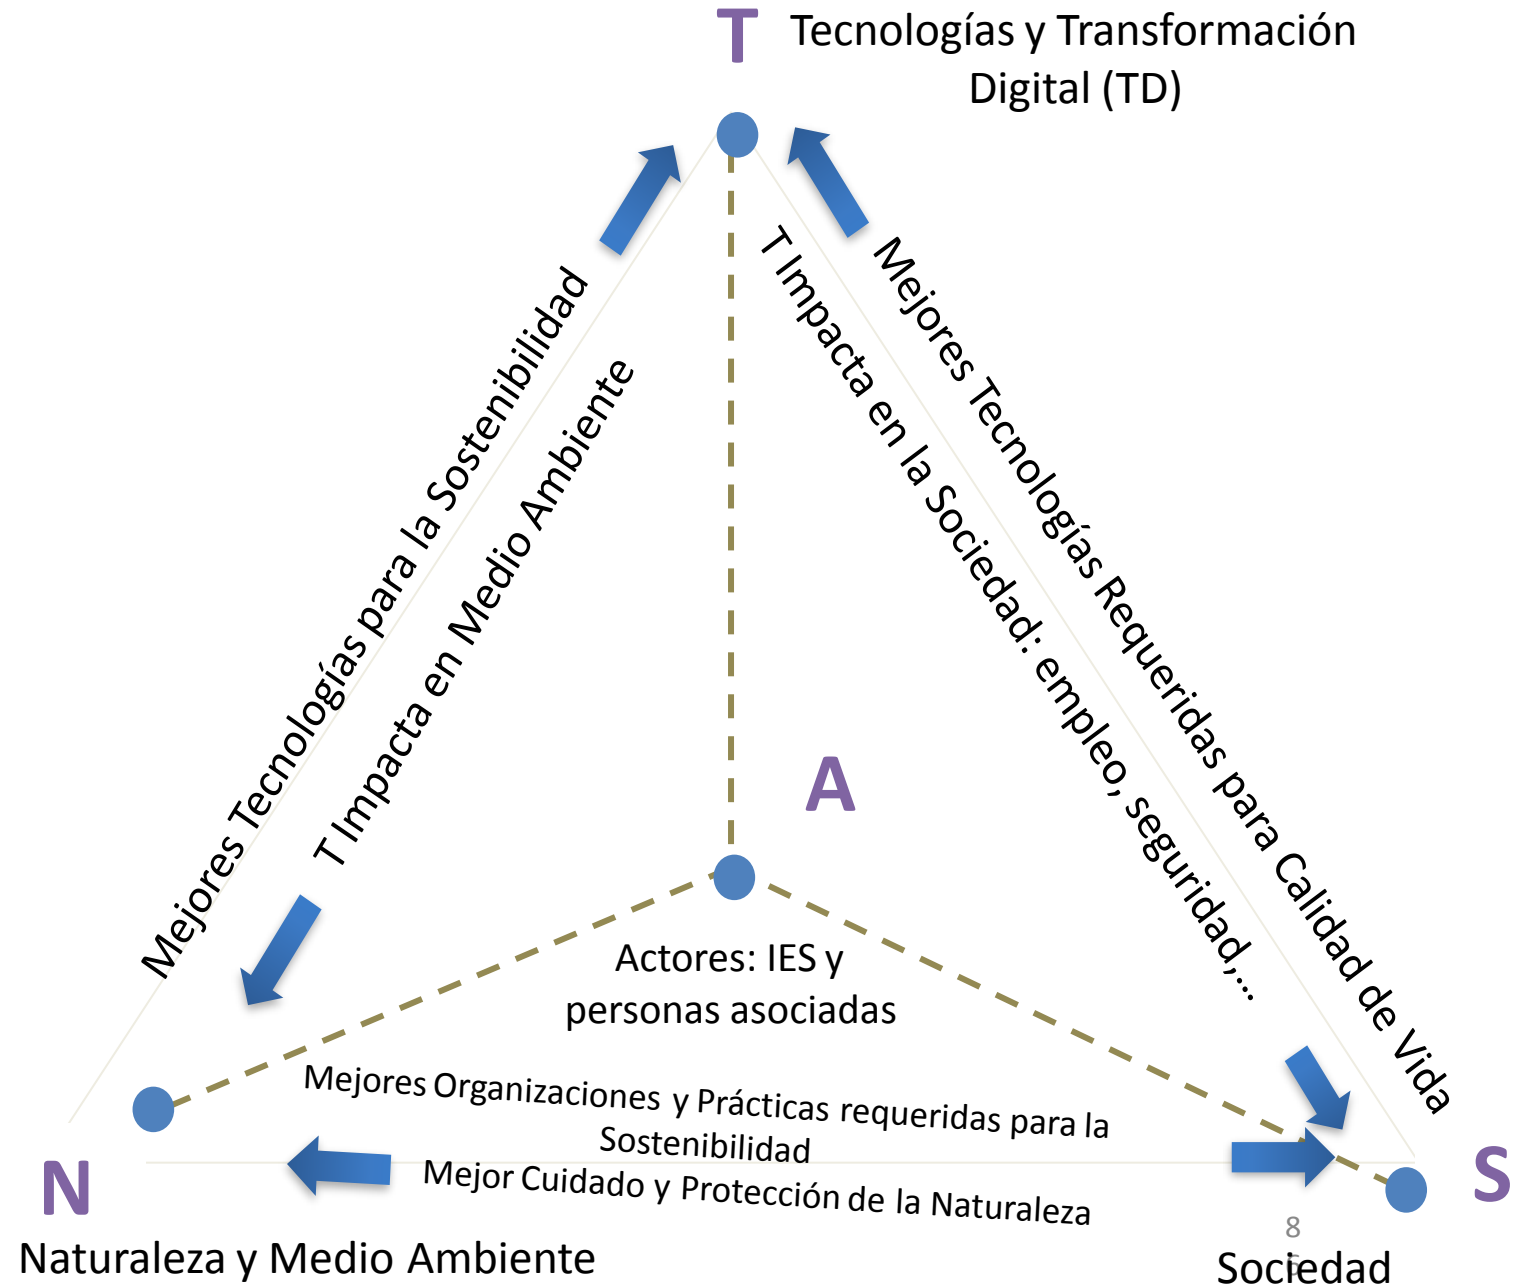 T
Tecnologías y Transformación
Digital (TD)
Mejores Tecnologías para la Sostenibilidad
T Impacta en Medio Ambiente
T Impacta en la Sociedad: empleo, seguridad,...
Mejores Tecnologías Requeridas para Calidad de Vida
A
Actores: IES y
personas asociadas
Mejores Organizaciones y Prácticas requeridas para la
Sostenibilidad
Mejor Cuidado y Protección de la Naturaleza
N
S
8
Naturaleza y Medio Ambiente
Sociedad